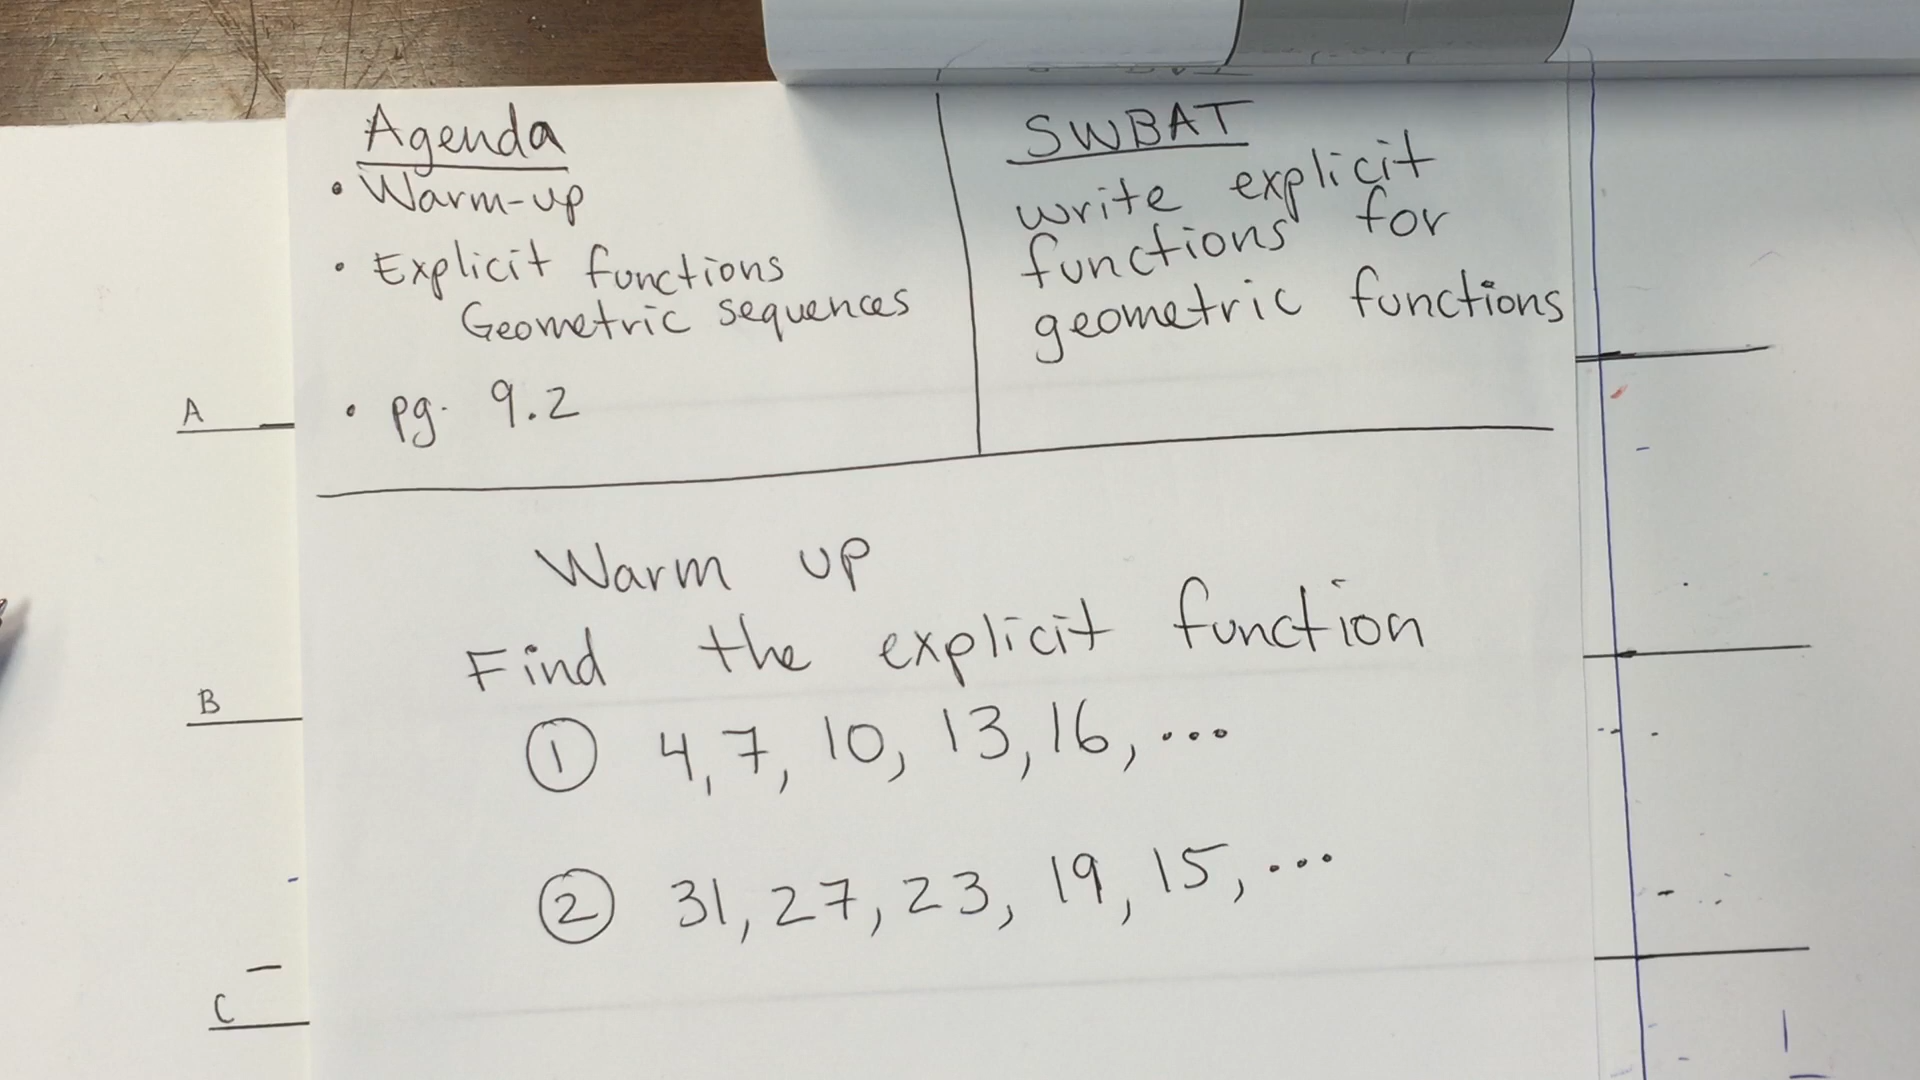 Agenda
• Warm-up
• Explicit functions
Geometric sequences
• pg. 9.2
SWBAT
write explicit
functions for
geometric functions
Warm up
Find the explicit function
① 4, 7, 10, 13, 16, ...
② 31, 27, 23, 19, 15, ...
A
B
C